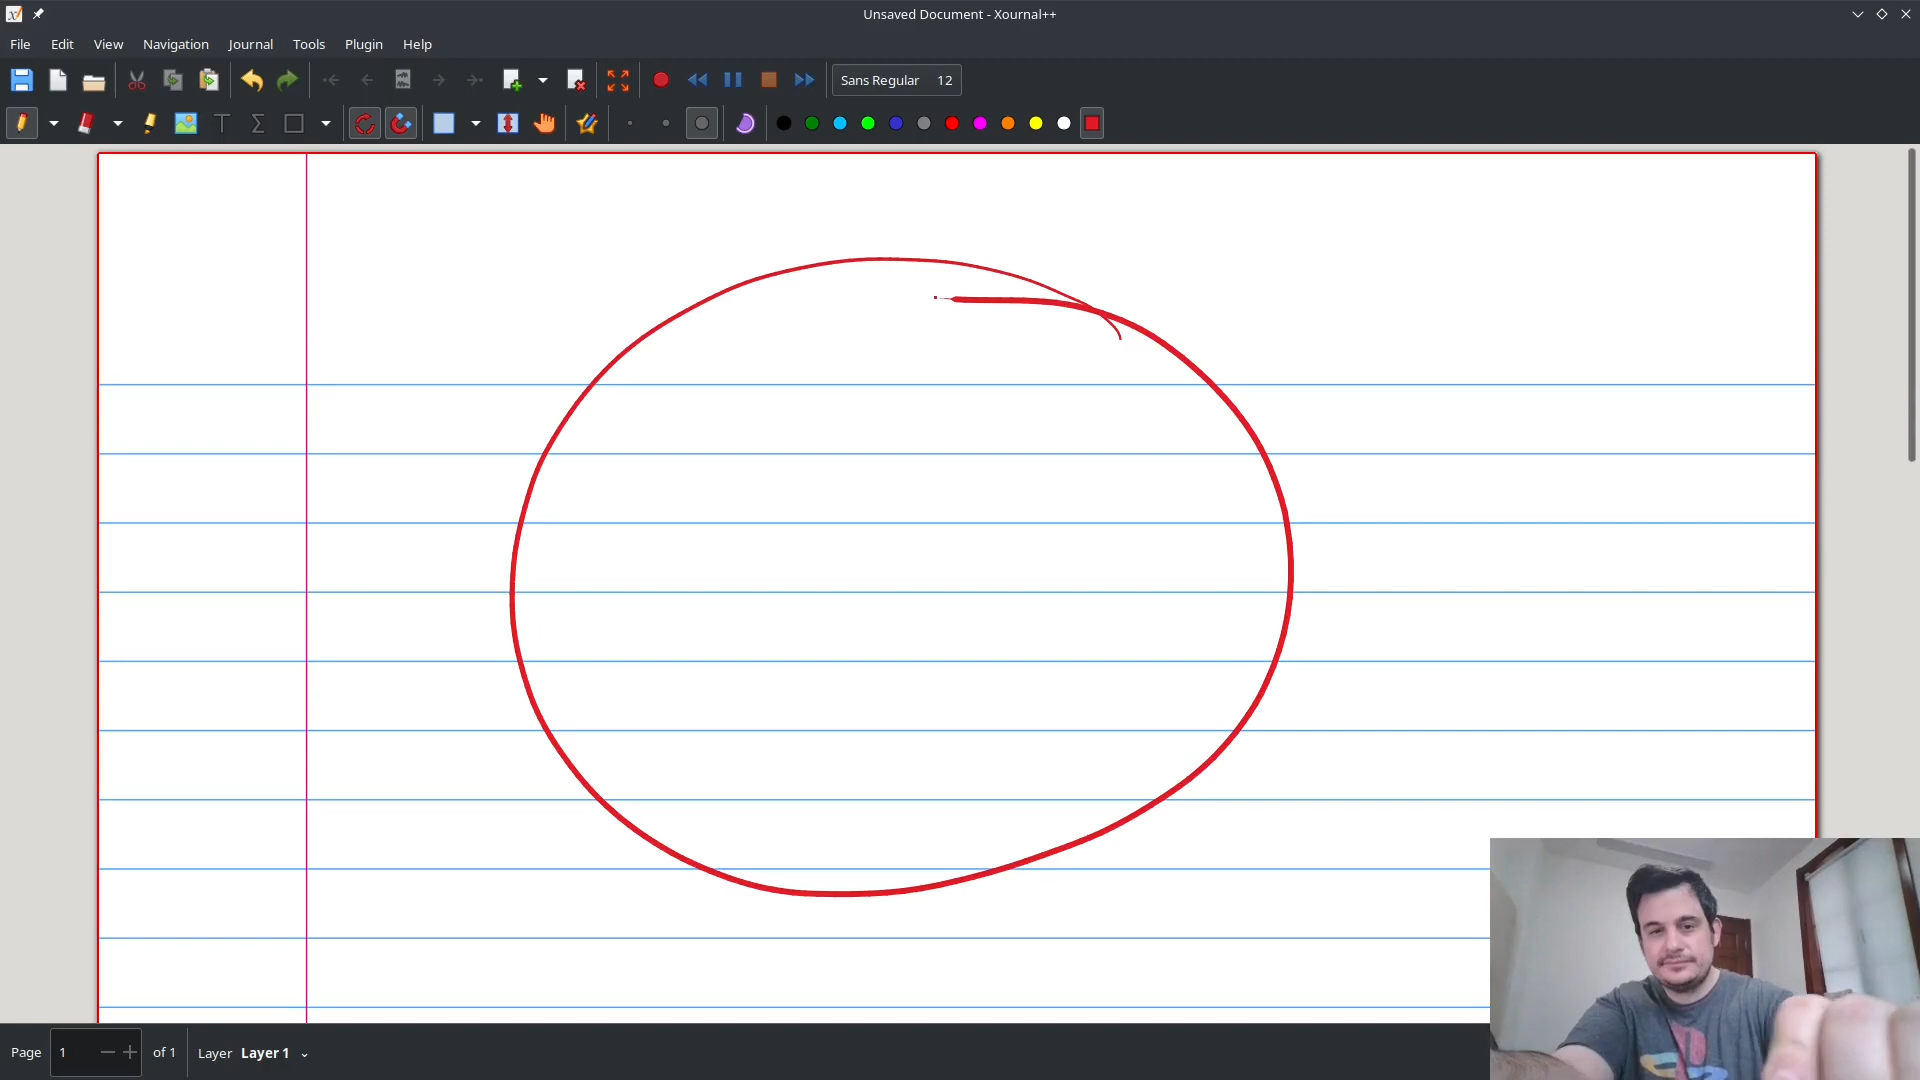 Unsaved Document - Xournal++
File Edit View Navigation Journal Tools Plugin Help
Sans Regular 12
Page 1 of 1 Layer Layer 1